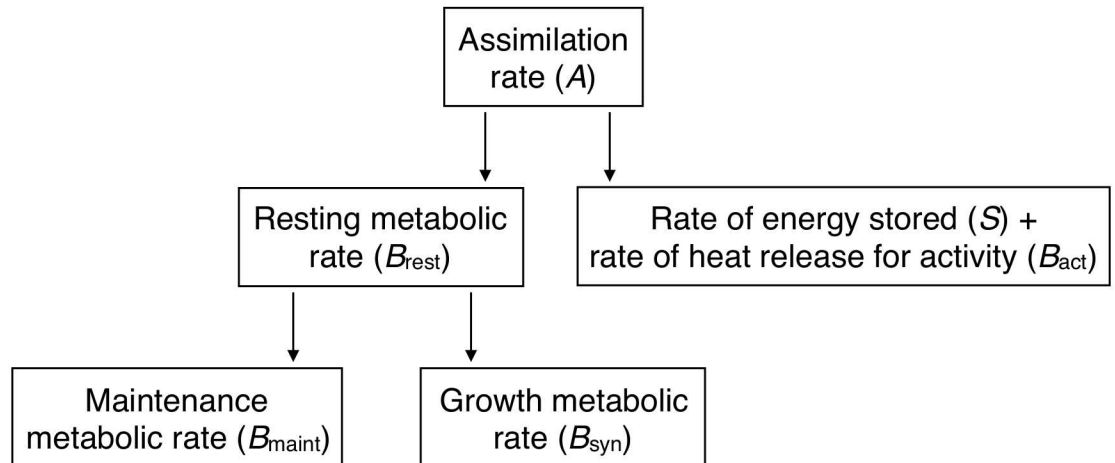 Assimilation
rate (A)
Resting metabolic
rate (Brest)
Rate of energy stored (S) +
rate of heat release for activity (Bact)
Maintenance
metabolic rate (Bmaint)
Growth metabolic
rate (Bsyn)